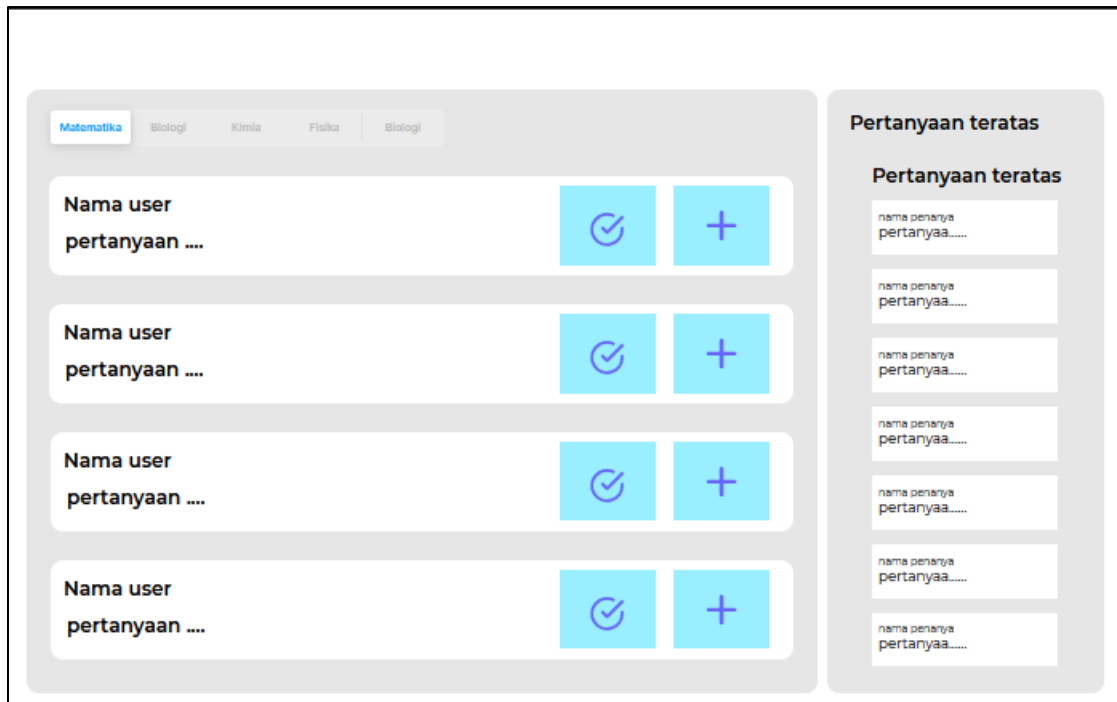 Matematika Biologi Kimia Fisika Biologi
Nama user
pertanyaan ....
Nama user
pertanyaan ....
Nama user
pertanyaan ....
Nama user
pertanyaan ....
Pertanyaan teratas
Pertanyaan teratas
nama penanya
pertanyaa......
nama penanya
pertanyaa......
nama penanya
pertanyaa......
nama penanya
pertanyaa......
nama penanya
pertanyaa......
nama penanya
pertanyaa......
nama penanya
pertanyaa......